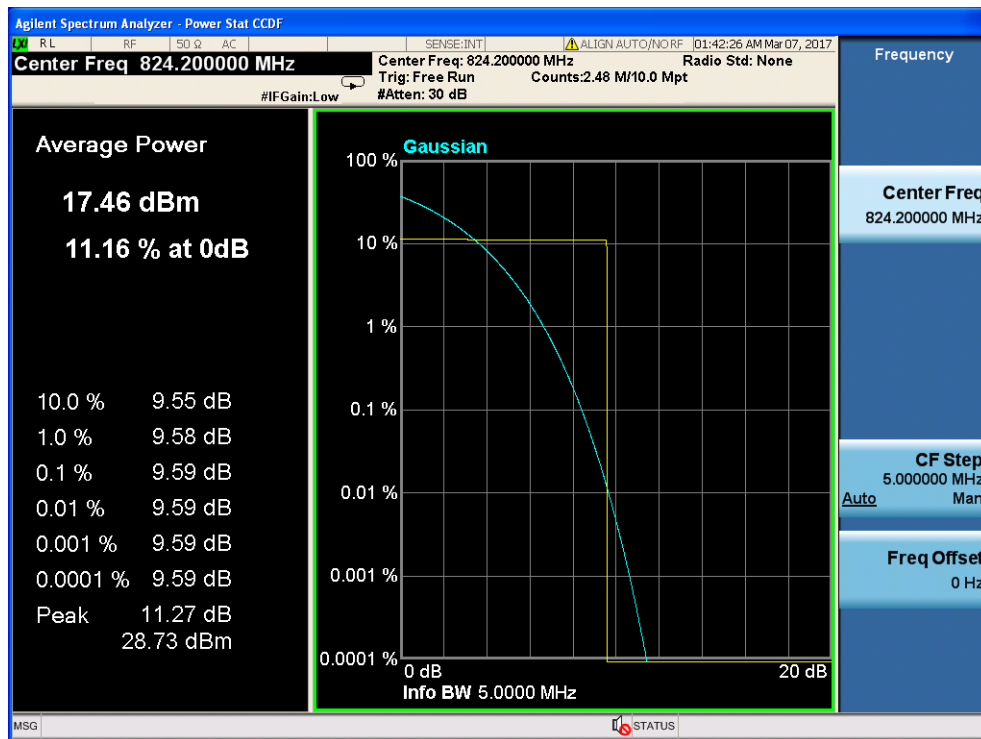 Agilent Spectrum Analyzer - Power Stat CCDF
LXI RL RF 50 Ω AC SENSE:INT ALIGN AUTO/NO RF 01:42:26 AM Mar 07, 2017
Center Freq 824.200000 MHz
#IFGain:Low
Center Freq: 824.200000 MHz Radio Std: None
Trig: Free Run Counts:2.48 M/10.0 Mpt
#Atten: 30 dB
Average Power
17.46 dBm
11.16 % at 0dB
10.0 % 9.55 dB
1.0 % 9.58 dB
0.1 % 9.59 dB
0.01 % 9.59 dB
0.001 % 9.59 dB
0.0001 % 9.59 dB
Peak 11.27 dB
28.73 dBm
Gaussian
100 %
10 %
1 %
0.1 %
0.01 %
0.001 %
0.0001 %
0 dB 20 dB
Info BW 5.0000 MHz
Frequency
Center Freq
824.200000 MHz
CF Step
5.000000 MHz
Auto Man
Freq Offset
0 Hz
MSG STATUS